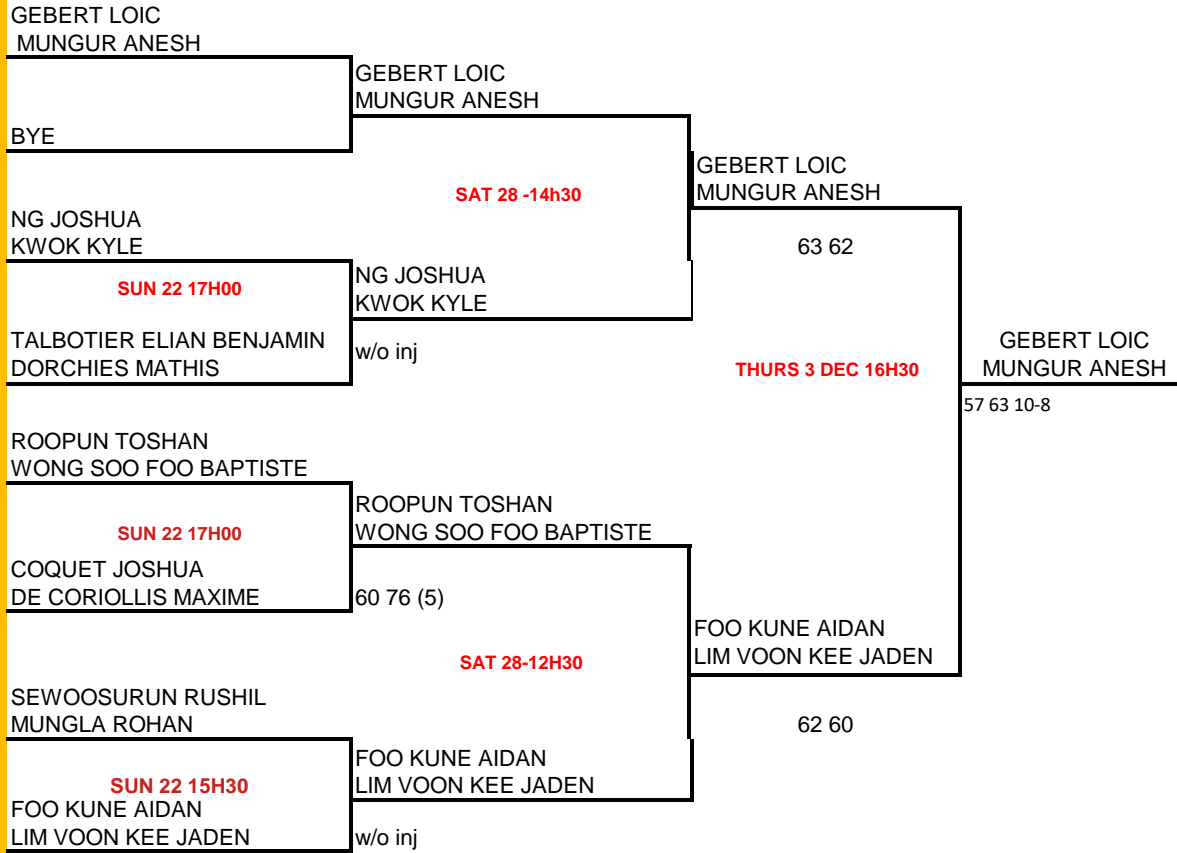 GEBERT LOIC
MUNGUR ANESH
GEBERT LOIC
MUNGUR ANESH
BYE
GEBERT LOIC
MUNGUR ANESH
SAT 28 -14h30
NG JOSHUA
KWOK KYLE
63 62
SUN 22 17H00
NG JOSHUA
KWOK KYLE
TALBOTIER ELIAN BENJAMIN
DORCHIES MATHIS
w/o inj
THURS 3 DEC 16H30
GEBERT LOIC
MUNGUR ANESH
57 63 10-8
ROOPUN TOSHAN
WONG SOO FOO BAPTISTE
SUN 22 17H00
ROOPUN TOSHAN
WONG SOO FOO BAPTISTE
COQUET JOSHUA
DE CORIOLLIS MAXIME
60 76 (5)
FOO KUNE AIDAN
LIM VOON KEE JADEN
SAT 28-12H30
SEWOOSURUN RUSHIL
MUNGLA ROHAN
62 60
FOO KUNE AIDAN
LIM VOON KEE JADEN
SUN 22 15H30
FOO KUNE AIDAN
LIM VOON KEE JADEN
w/o inj